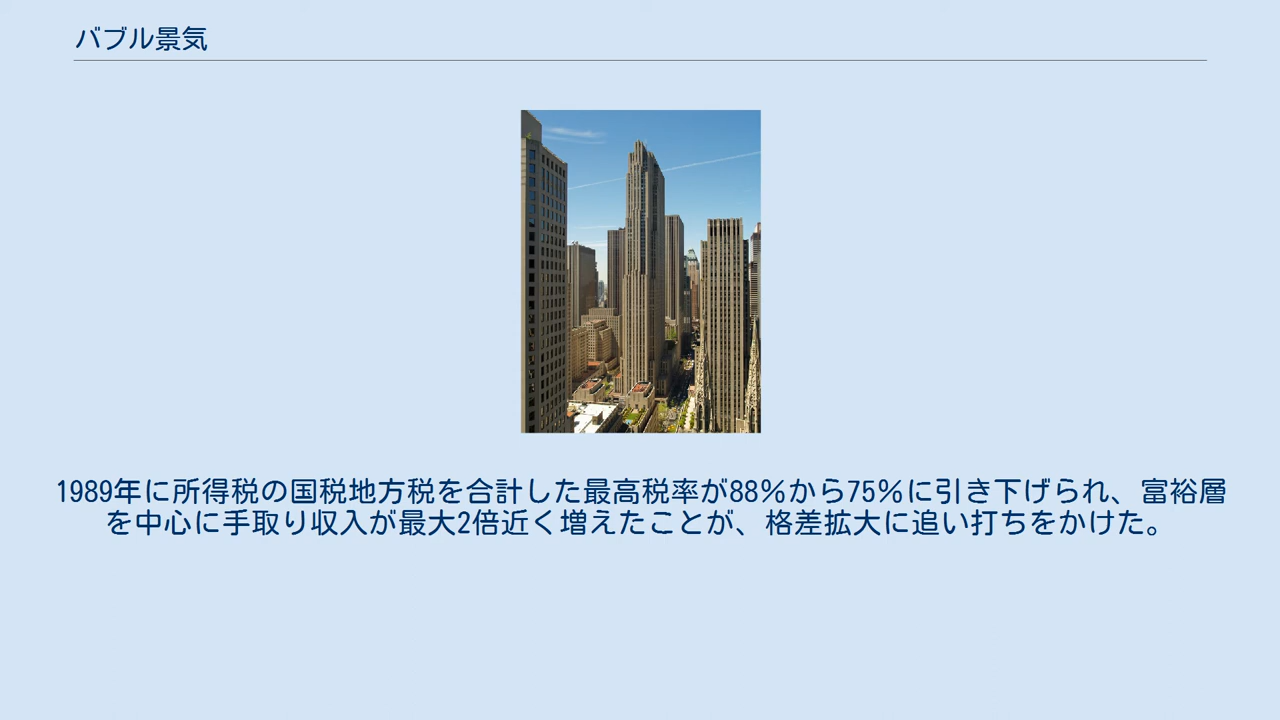 バブル景気
1989年に所得税の国税地方税を合計した最高税率が88%から75%に引き下げられ、富裕層
を中心に手取り収入が最大2倍近く増えたことが、格差拡大に追い打ちをかけた。